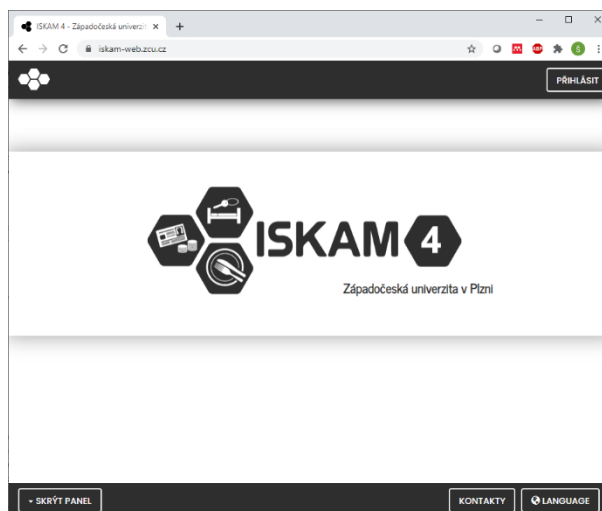 ISKAM 4 - Západočeská univerzit
iskam-web.zcu.cz
PŘIHLÁSIT
ISKAM 4
Západočeská univerzita v Plzni
SKRÝT PANEL
KONTAKTY
LANGUAGE